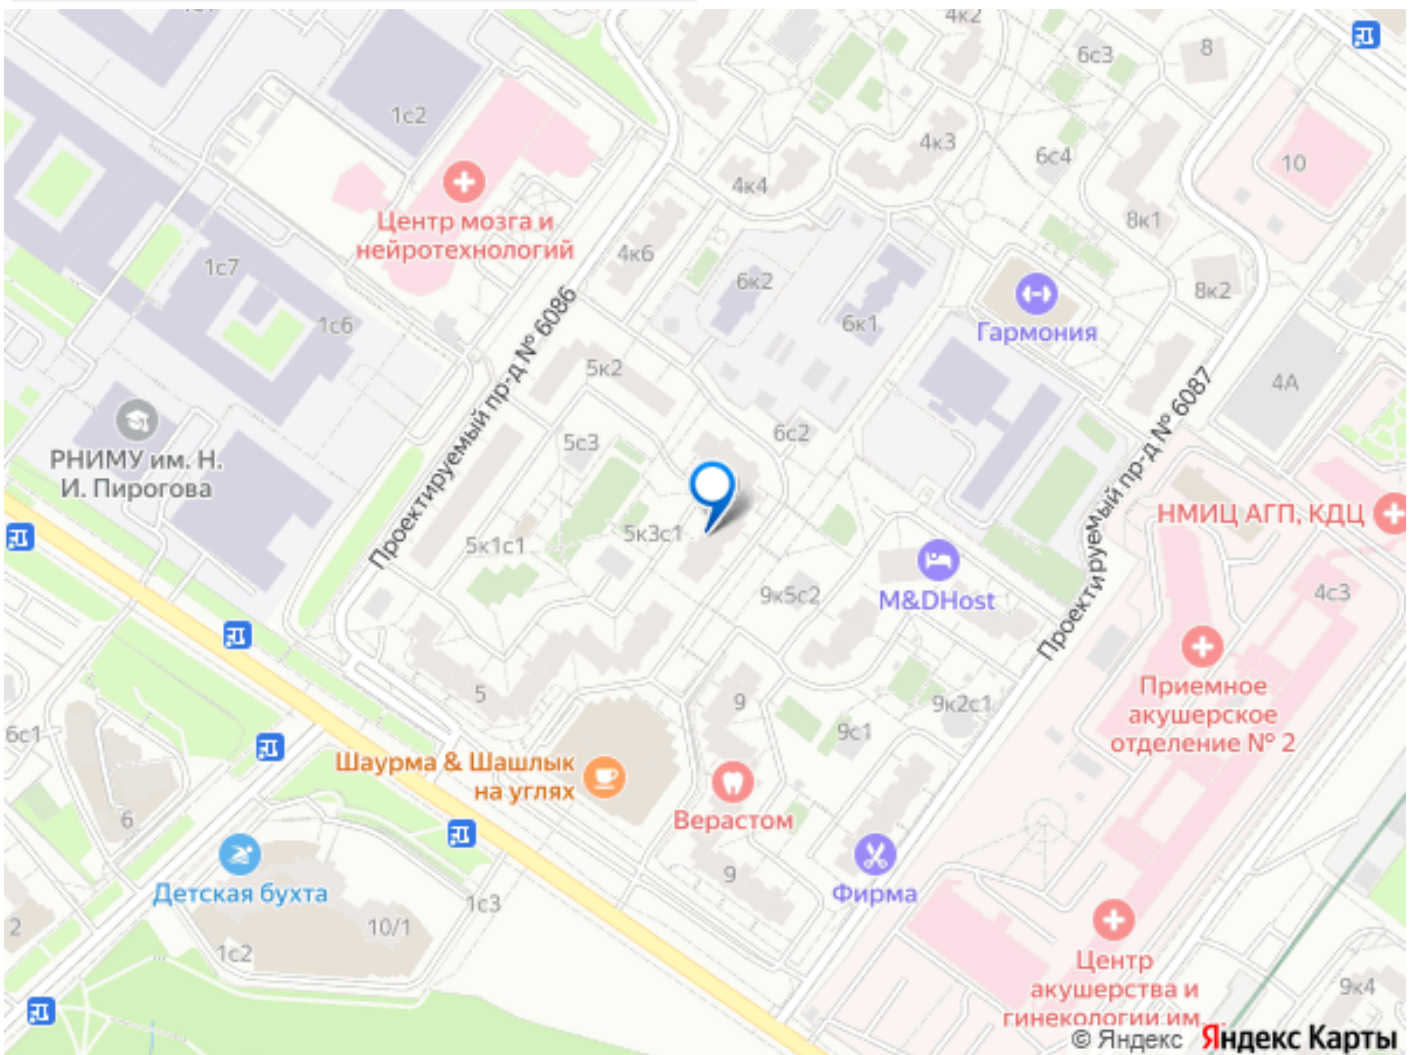 4к2
6с3
8
1с2
4к3
6с4
10
4к4
8к1
Центр мозга и
нейротехнологий
4к6
1с7
6к2
8к2
1с6
6к1
Гармония
Проектируемый пр-д № 6086
5к2
4А
Проектируемый пр-д № 6087
6с2
5с3
РНИМУ им. Н.
И. Пирогова
НМИЦ АГП, КДЦ
5к3с1
5к1с1
9к5с2
M&DHost
4с3
5
9
9к2с1
Приемное
акушерское
отделение № 2
6с1
9с1
Шаурма & Шашлык
на углях
6
Верастом
9
Фирма
Детская бухта
1с3
2
10/1
1с2
Центр
акушерства и
гинекологии им...
9к4
© Яндекс Яндекс Карты